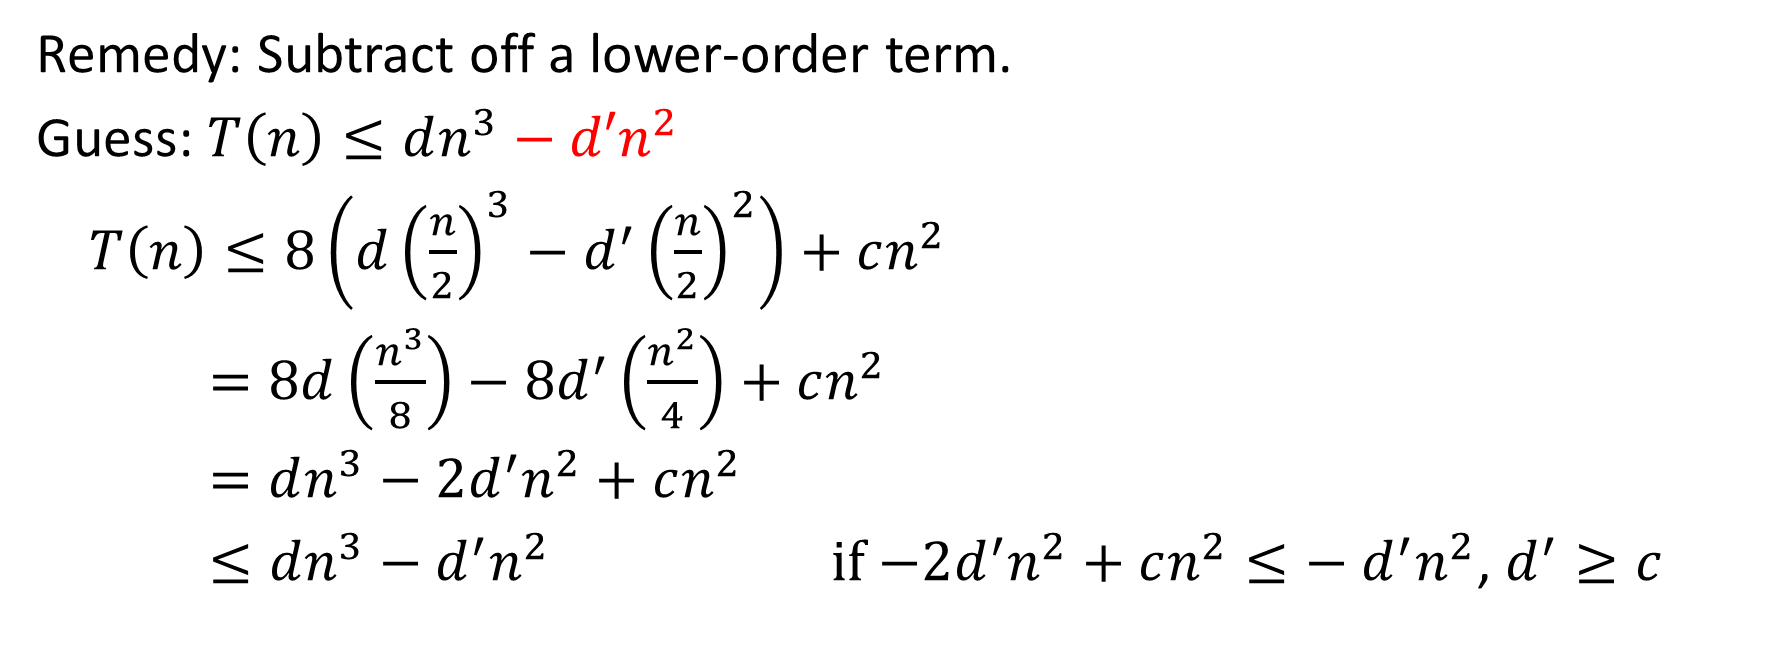 Remedy: Subtract off a lower-order term.
Guess: T(n) ≤ dn³ − d′n²
T(n) ≤ 8(d(n/2)³ − d′(n/2)²) + cn²
= 8d(n³/8) − 8d′(n²/4) + cn²
= dn³ − 2d′n² + cn²
≤ dn³ − d′n² if −2d′n² + cn² ≤ − d′n², d′ ≥ c